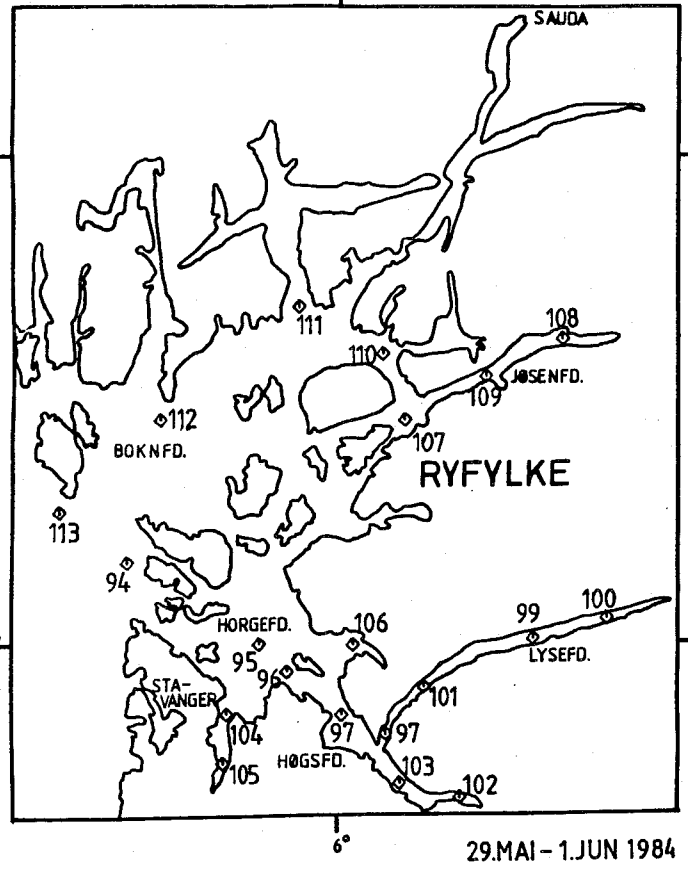 SAUDA
111
108
110
JØSENFD.
109
112
107
BOKNFD.
RYFYLKE
113
94
HORGEFD.
106
99
100
95
LYSEFD.
96
STA-
VANGER
101
104
97
97
HØGSFD.
103
105
102
6°
29.MAI – 1.JUN 1984